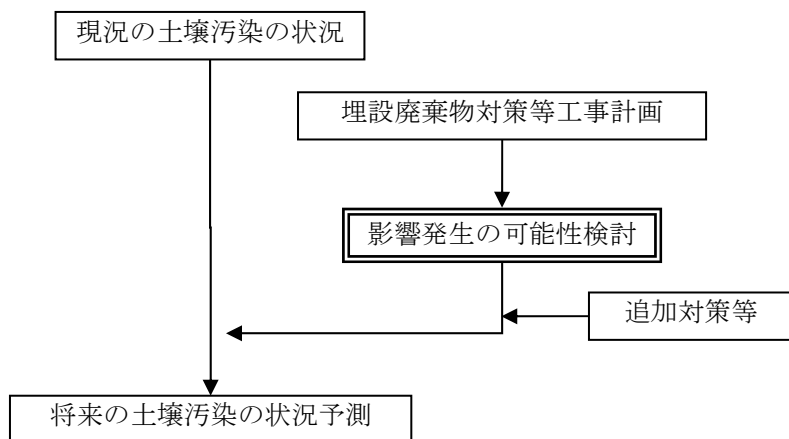 現況の土壌汚染の状況
埋設廃棄物対策等工事計画
影響発生の可能性検討
追加対策等
将来の土壌汚染の状況予測